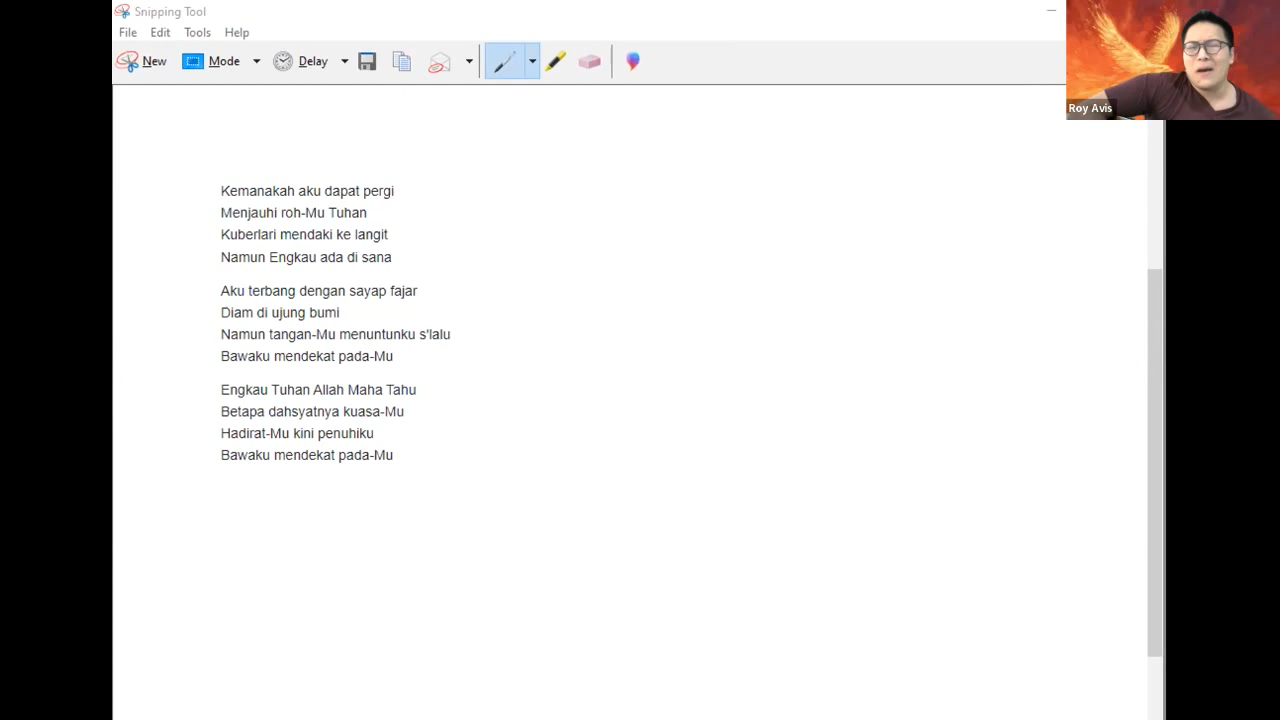 Snipping Tool
File Edit Tools Help
New Mode Delay
Roy Avis
Kemanakah aku dapat pergi
Menjauhi roh-Mu Tuhan
Kuberlari mendaki ke langit
Namun Engkau ada di sana
Aku terbang dengan sayap fajar
Diam di ujung bumi
Namun tangan-Mu menuntunku s'lalu
Bawaku mendekat pada-Mu
Engkau Tuhan Allah Maha Tahu
Betapa dahsyatnya kuasa-Mu
Hadirat-Mu kini penuhiku
Bawaku mendekat pada-Mu